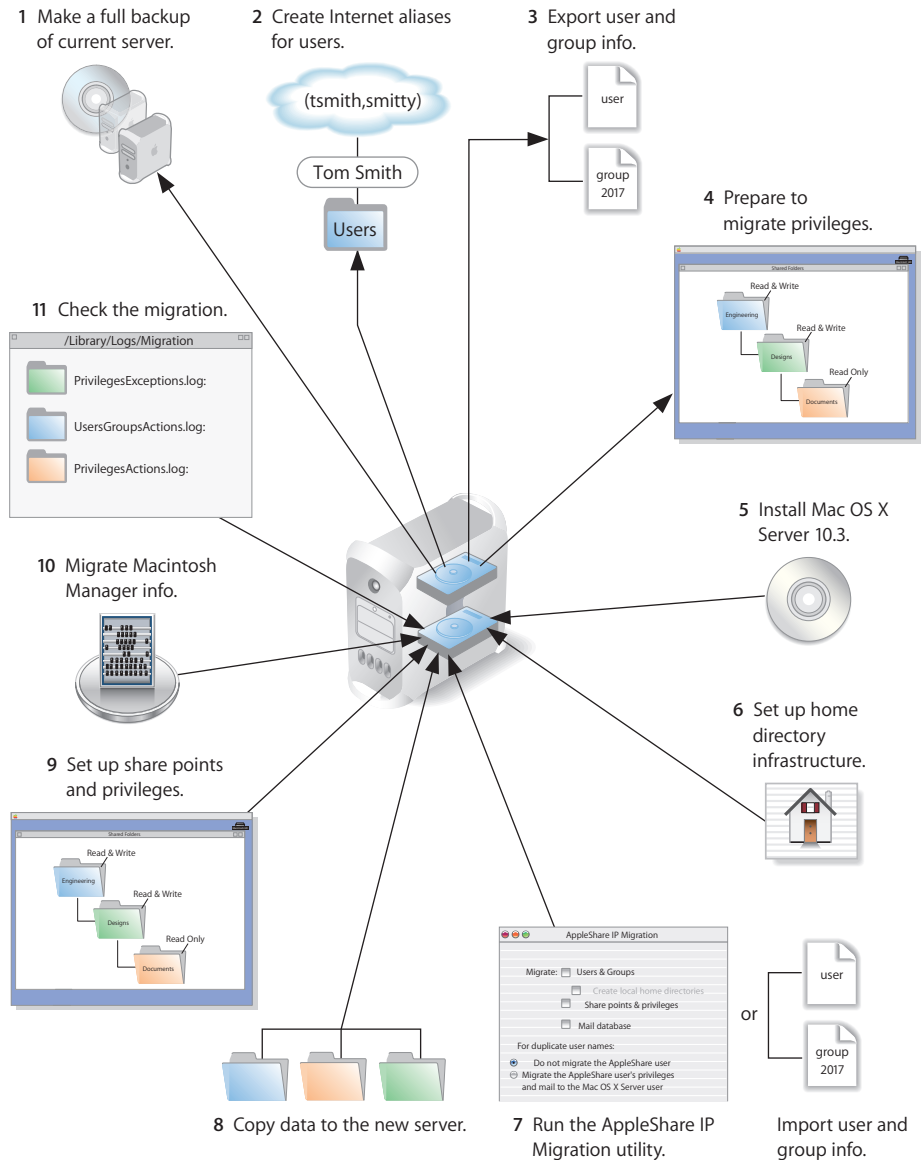 1 Make a full backup
of current server.
2 Create Internet aliases
for users.
(tsmith,smitty)
Tom Smith
Users
3 Export user and
group info.
user
group
2017
4 Prepare to
migrate privileges.
Shared Folders
Read & Write
Engineering
Read & Write
Designs
Read Only
Documents
5 Install Mac OS X
Server 10.3.
6 Set up home
directory
infrastructure.
AppleShare IP Migration
Migrate: Users & Groups
Create local home directories
Share points & privileges
Mail database
For duplicate user names:
Do not migrate the AppleShare user
Migrate the AppleShare user's privileges
and mail to the Mac OS X Server user
7 Run the AppleShare IP
Migration utility.
or
user
group
2017
Import user and
group info.
8 Copy data to the new server.
9 Set up share points
and privileges.
Shared Folders
Read & Write
Engineering
Read & Write
Designs
Read Only
Documents
10 Migrate Macintosh
Manager info.
11 Check the migration.
/Library/Logs/Migration
PrivilegesExceptions.log:
UsersGroupsActions.log:
PrivilegesActions.log: